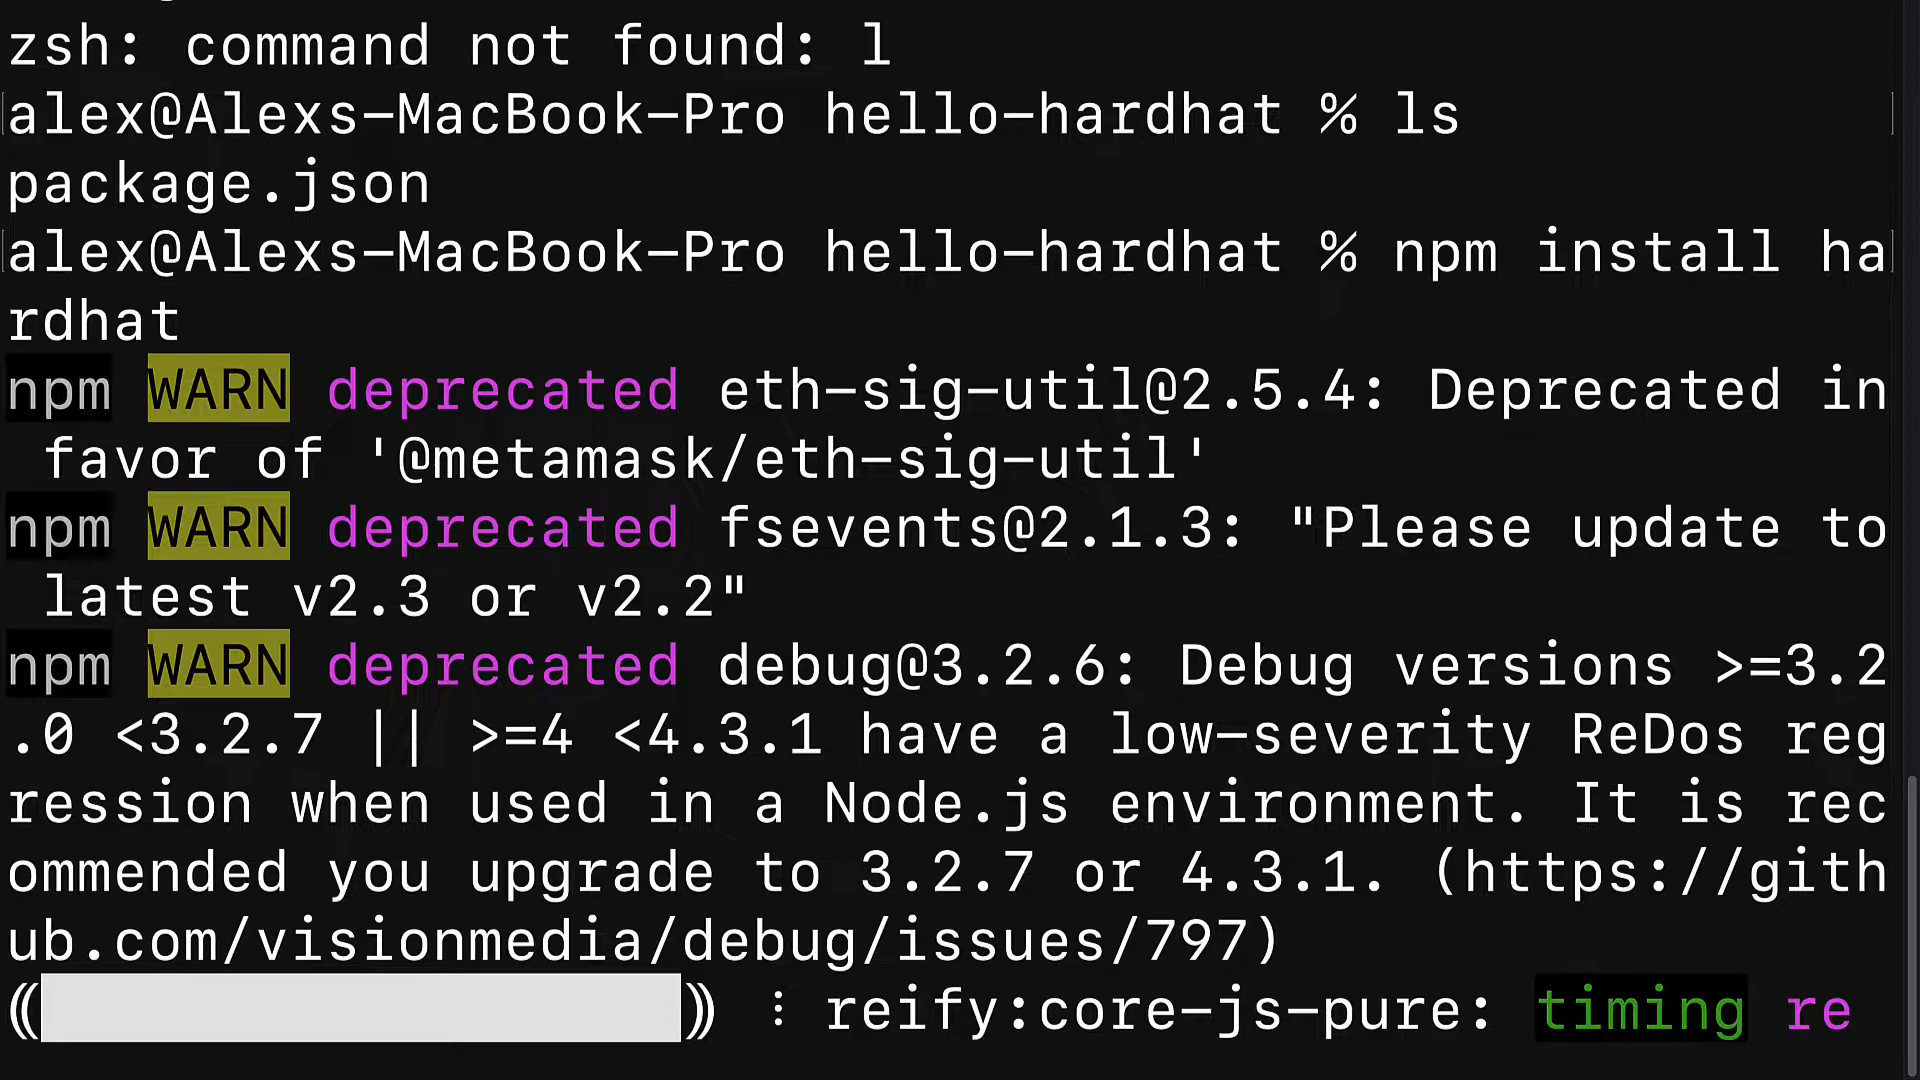 zsh: command not found: l
alex@Alexs-MacBook-Pro hello-hardhat % ls
package.json
alex@Alexs-MacBook-Pro hello-hardhat % npm install ha
rdhat
npm WARN deprecated eth-sig-util@2.5.4: Deprecated in
 favor of '@metamask/eth-sig-util'
npm WARN deprecated fsevents@2.1.3: "Please update to
 latest v2.3 or v2.2"
npm WARN deprecated debug@3.2.6: Debug versions >=3.2
.0 <3.2.7 || >=4 <4.3.1 have a low-severity ReDos reg
ression when used in a Node.js environment. It is rec
ommended you upgrade to 3.2.7 or 4.3.1. (https://gith
ub.com/visionmedia/debug/issues/797)
(( )) ⸽ reify:core-js-pure: timing re